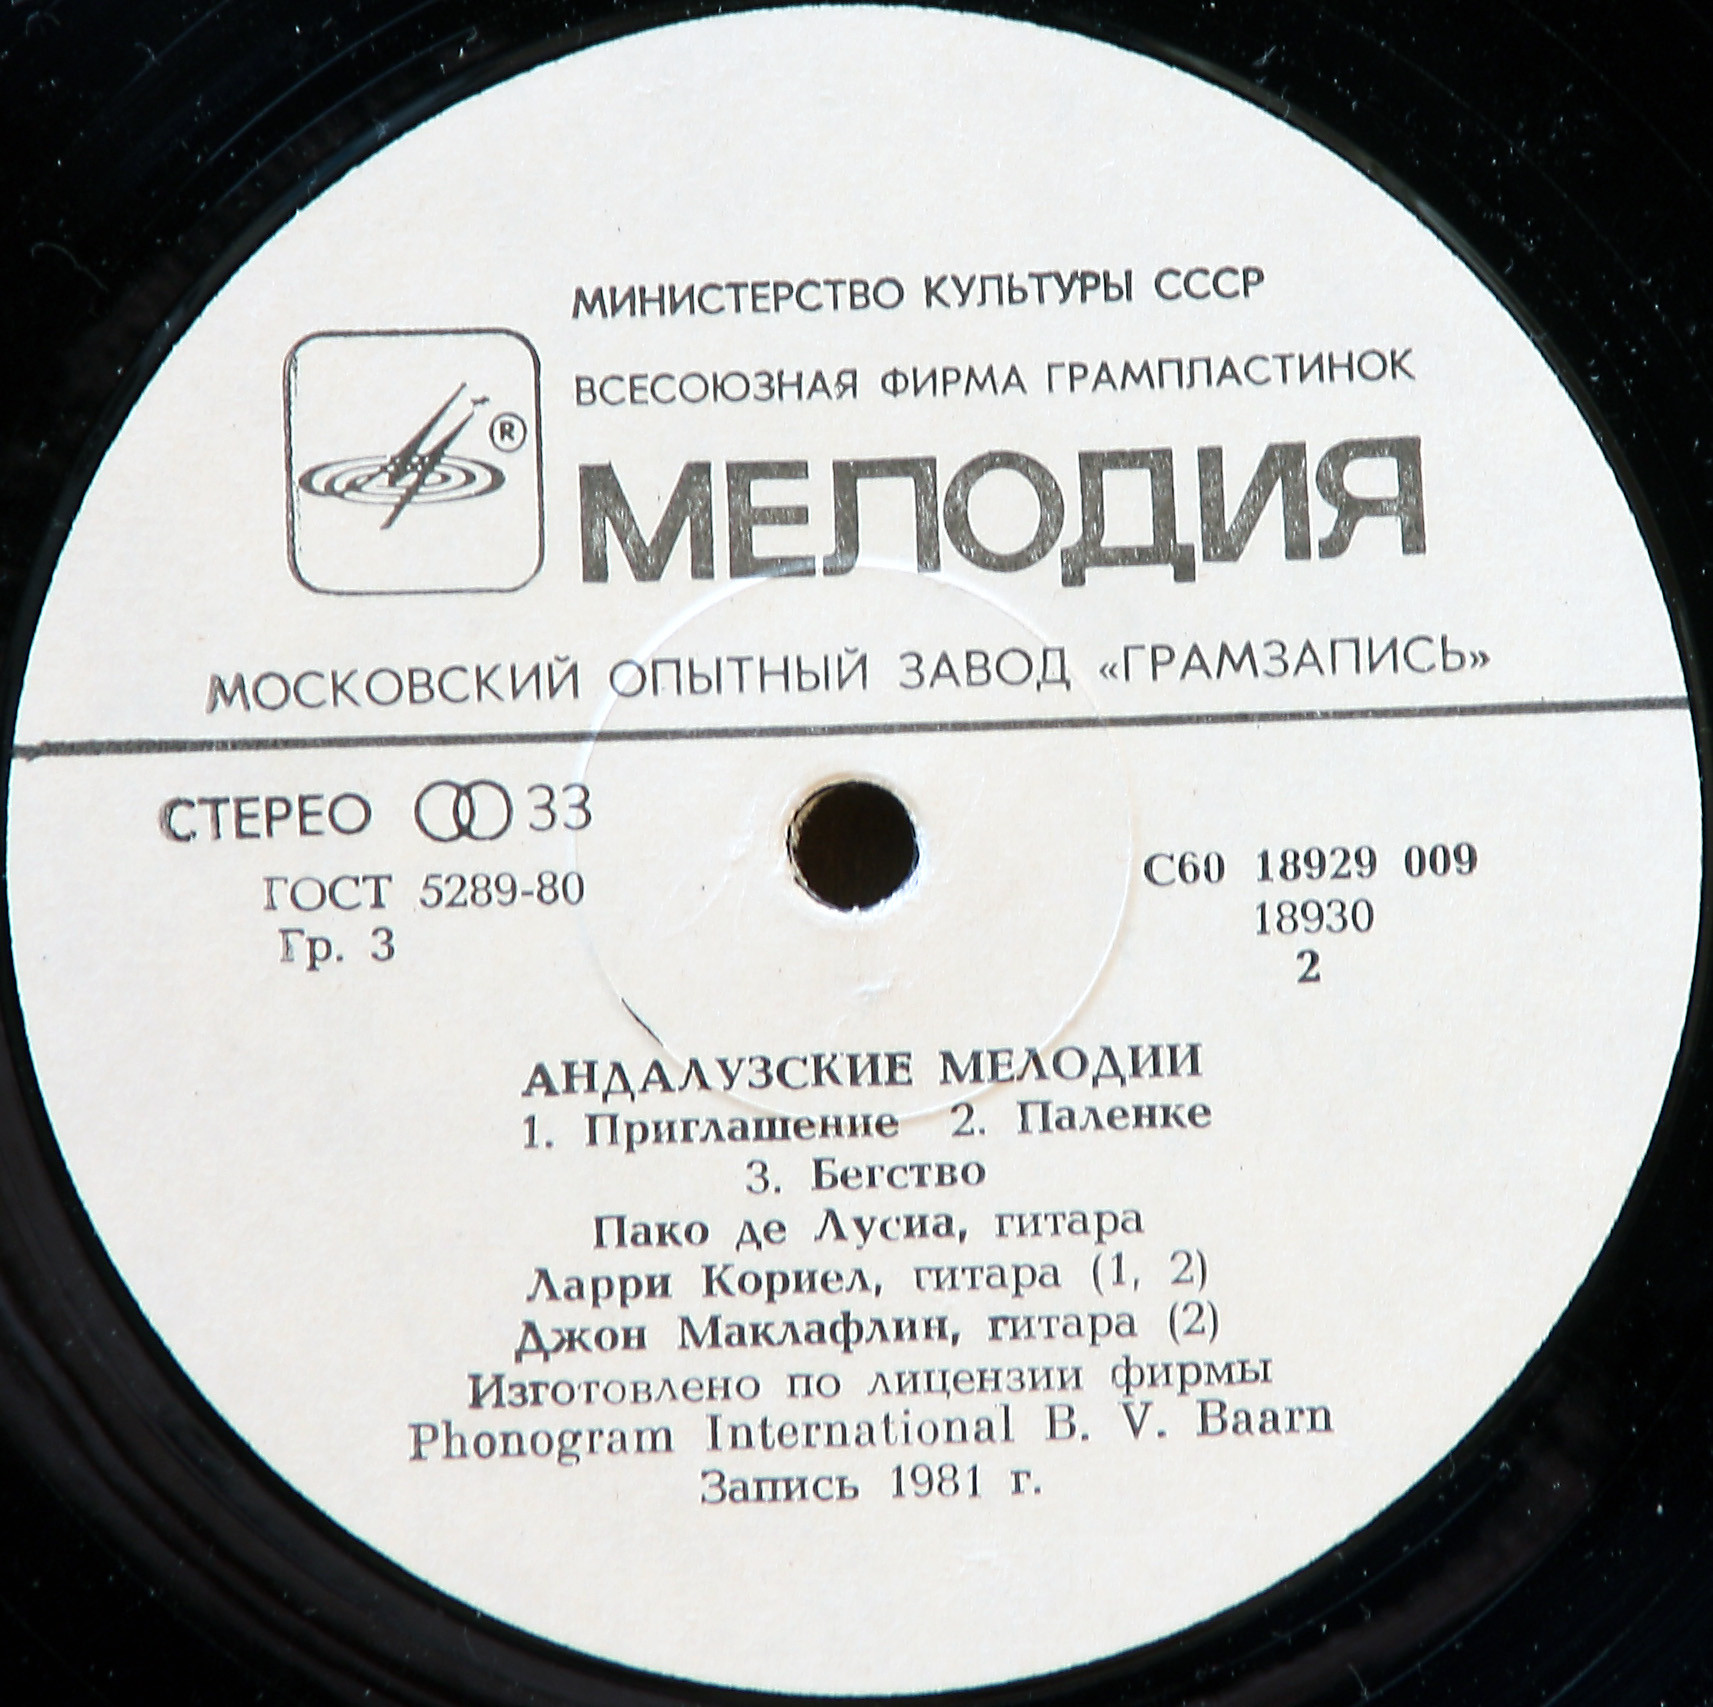 МИНИСТЕРСТВО КУЛЬТУРЫ СССР
ВСЕСОЮЗНАЯ ФИРМА ГРАМПЛАСТИНОК
®
МЕЛОДИЯ
МОСКОВСКИЙ ОПЫТНЫЙ ЗАВОД «ГРАМЗАПИСЬ»
СТЕРЕО 33
ГОСТ 5289-80
Гр. 3
С60 18929 009
18930
2
АНДАЛУЗСКИЕ МЕЛОДИИ
1. Приглашение 2. Паленке
3. Бегство
Пако де Лусиа, гитара
Ларри Кориел, гитара (1, 2)
Джон Маклафлин, гитара (2)
Изготовлено по лицензии фирмы
Phonogram International B. V. Baarn
Запись 1981 г.